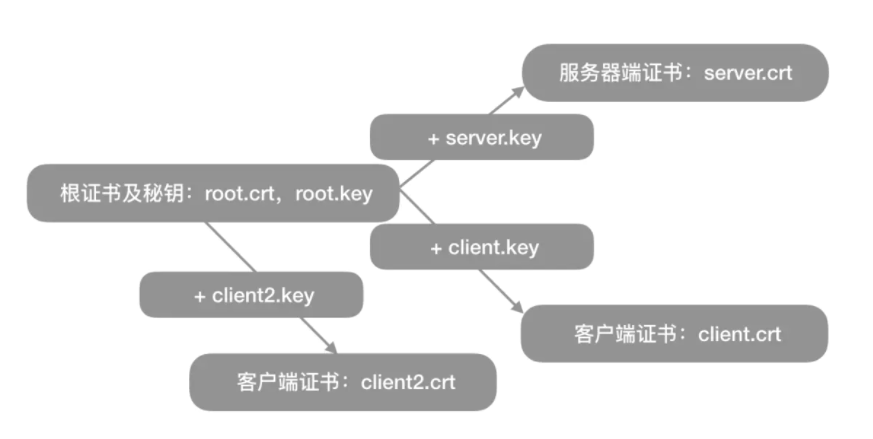 服务器端证书：server.crt
+ server.key
根证书及秘钥：root.crt，root.key
+ client.key
+ client2.key
客户端证书：client.crt
客户端证书：client2.crt